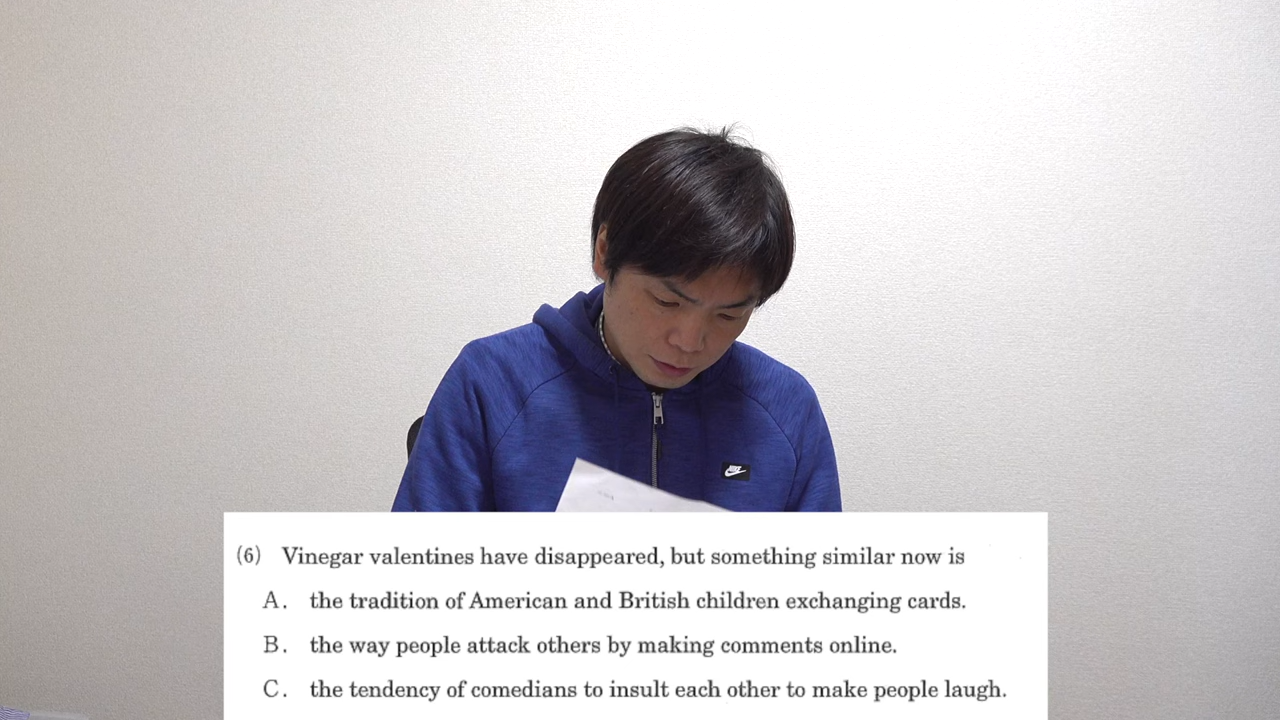 (6) Vinegar valentines have disappeared, but something similar now is
A. the tradition of American and British children exchanging cards.
B. the way people attack others by making comments online.
C. the tendency of comedians to insult each other to make people laugh.